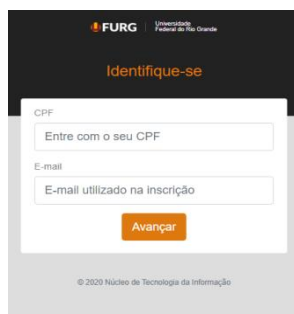 FURG
Universidade
Federal do Rio Grande
Identifique-se
CPF
Entre com o seu CPF
E-mail
E-mail utilizado na inscrição
Avançar
© 2020 Núcleo de Tecnologia da Informação